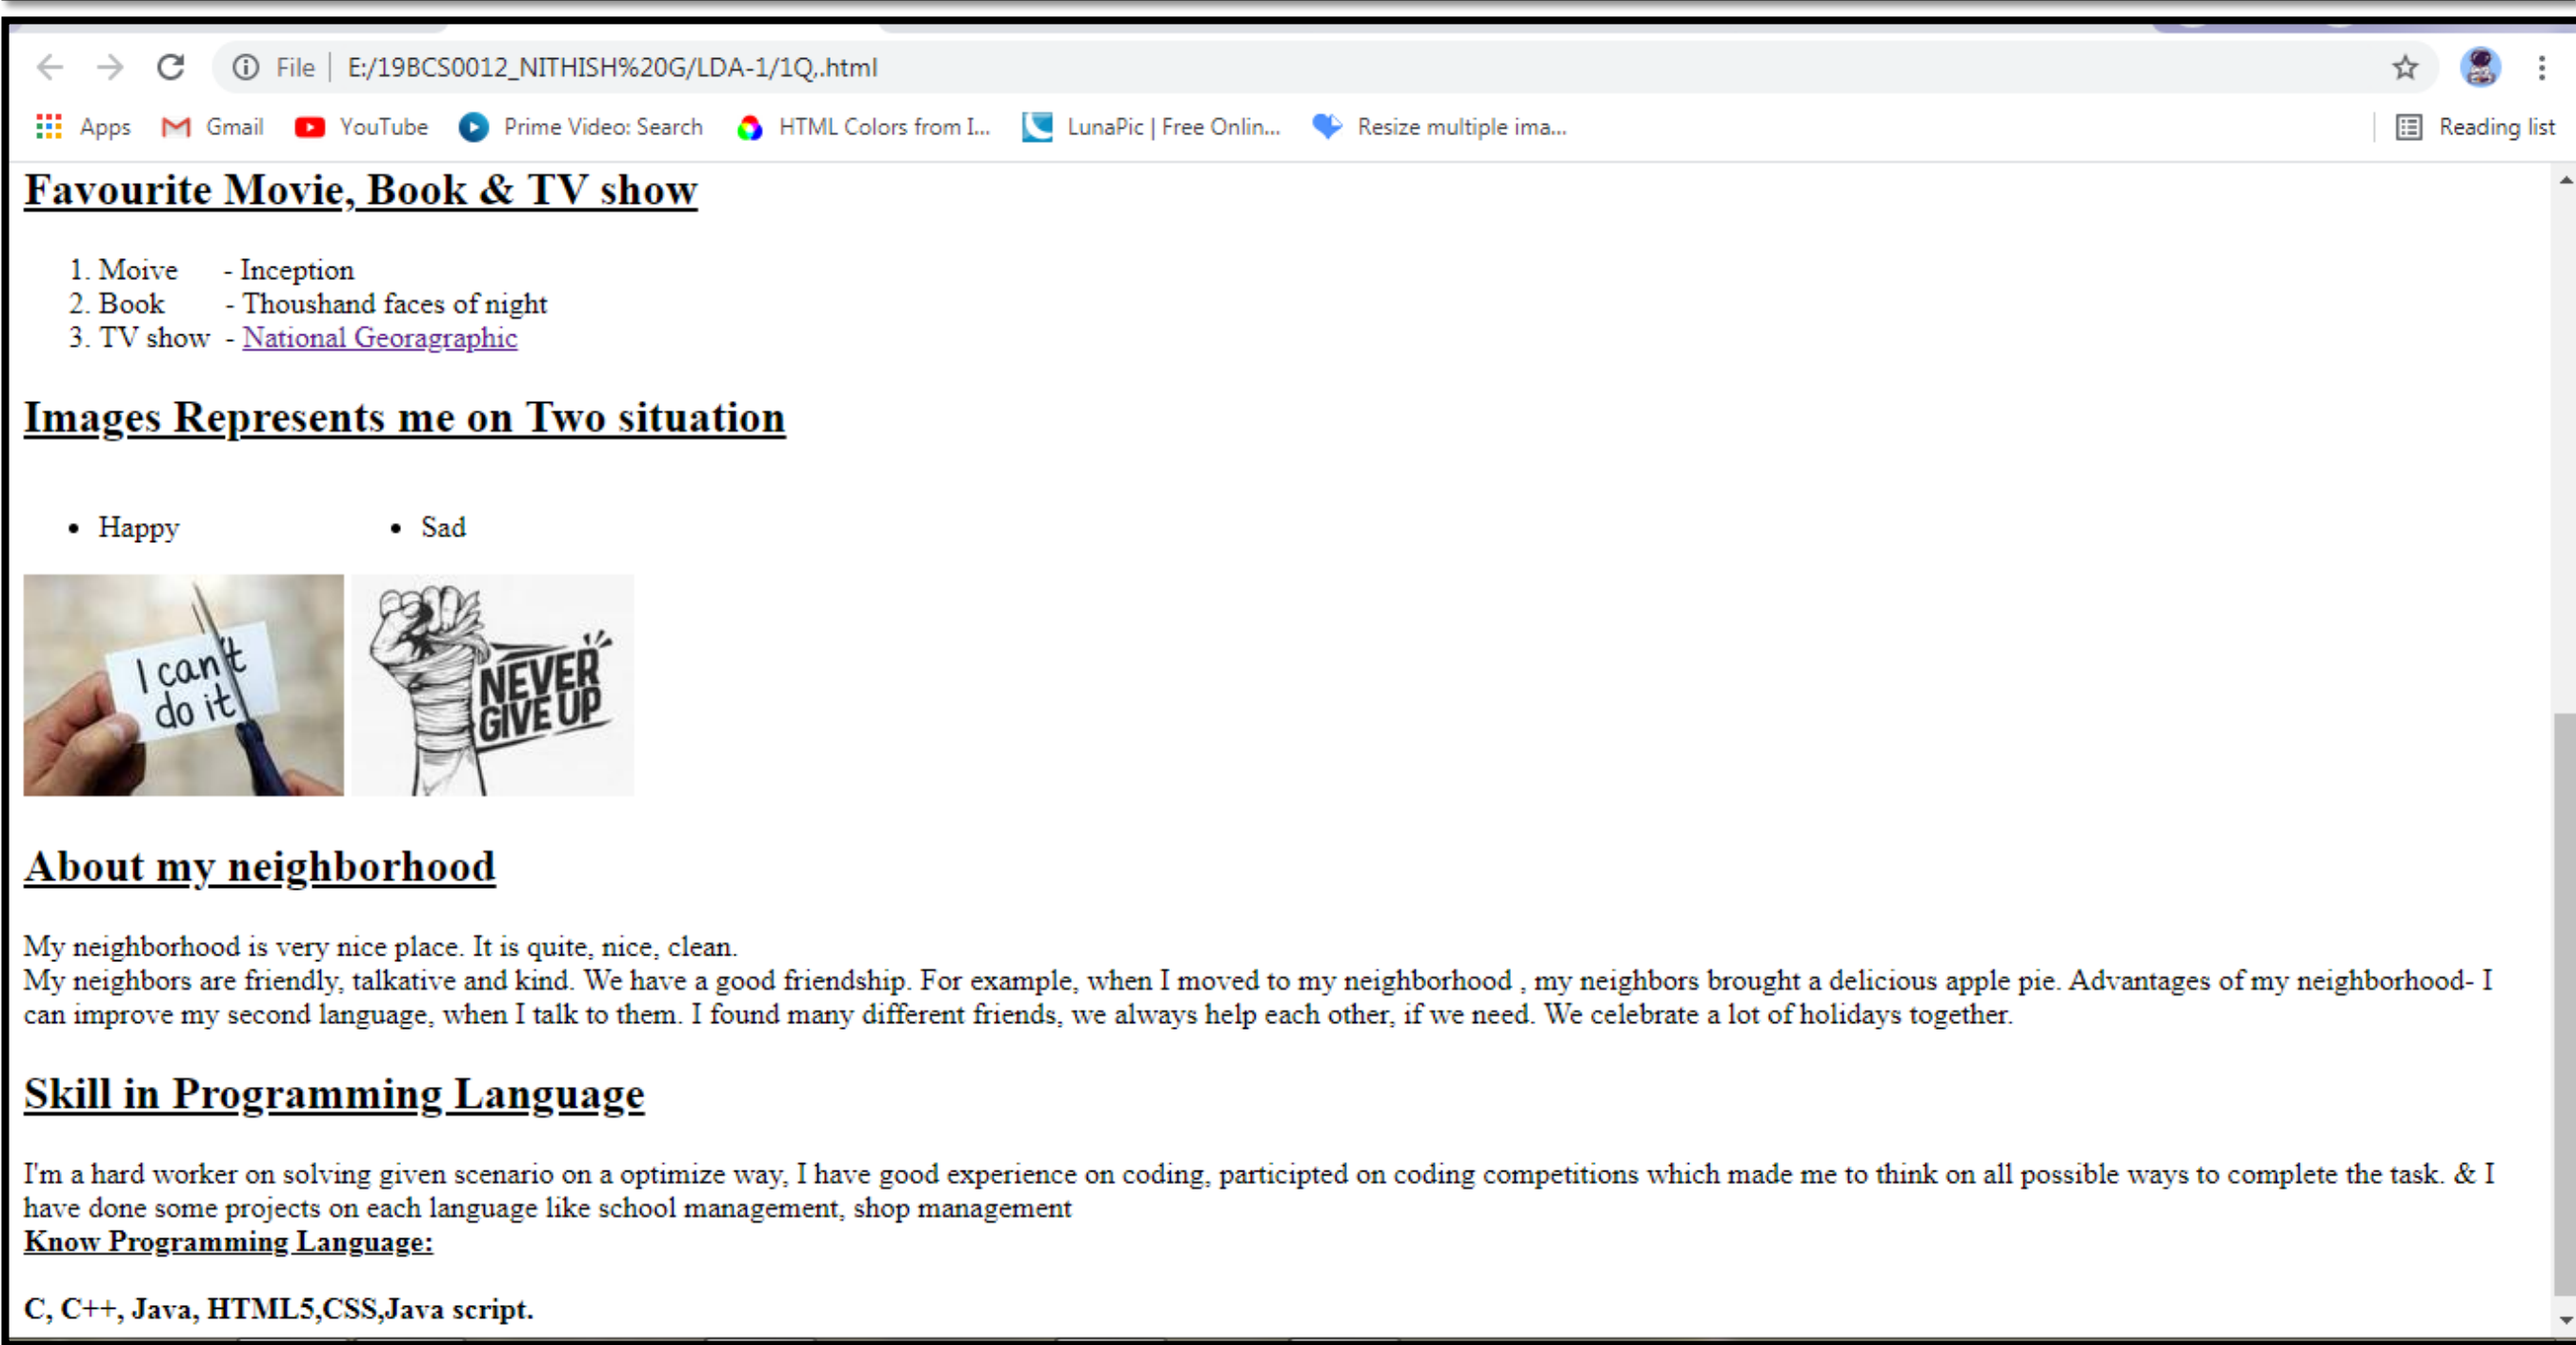 File | E:/19BCS0012_NITHISH%20G/LDA-1/1Q,.html
Apps Gmail YouTube Prime Video: Search HTML Colors from I... LunaPic | Free Onlin... Resize multiple ima... Reading list
Favourite Movie, Book & TV show
1. Moive - Inception
2. Book - Thoushand faces of night
3. TV show - National Georagraphic
Images Represents me on Two situation
• Happy • Sad
I can't
do it
NEVER
GIVE UP
About my neighborhood
My neighborhood is very nice place. It is quite, nice, clean.
My neighbors are friendly, talkative and kind. We have a good friendship. For example, when I moved to my neighborhood , my neighbors brought a delicious apple pie. Advantages of my neighborhood- I
can improve my second language, when I talk to them. I found many different friends, we always help each other, if we need. We celebrate a lot of holidays together.
Skill in Programming Language
I'm a hard worker on solving given scenario on a optimize way, I have good experience on coding, participted on coding competitions which made me to think on all possible ways to complete the task. & I
have done some projects on each language like school management, shop management
Know Programming Language:
C, C++, Java, HTML5,CSS,Java script.